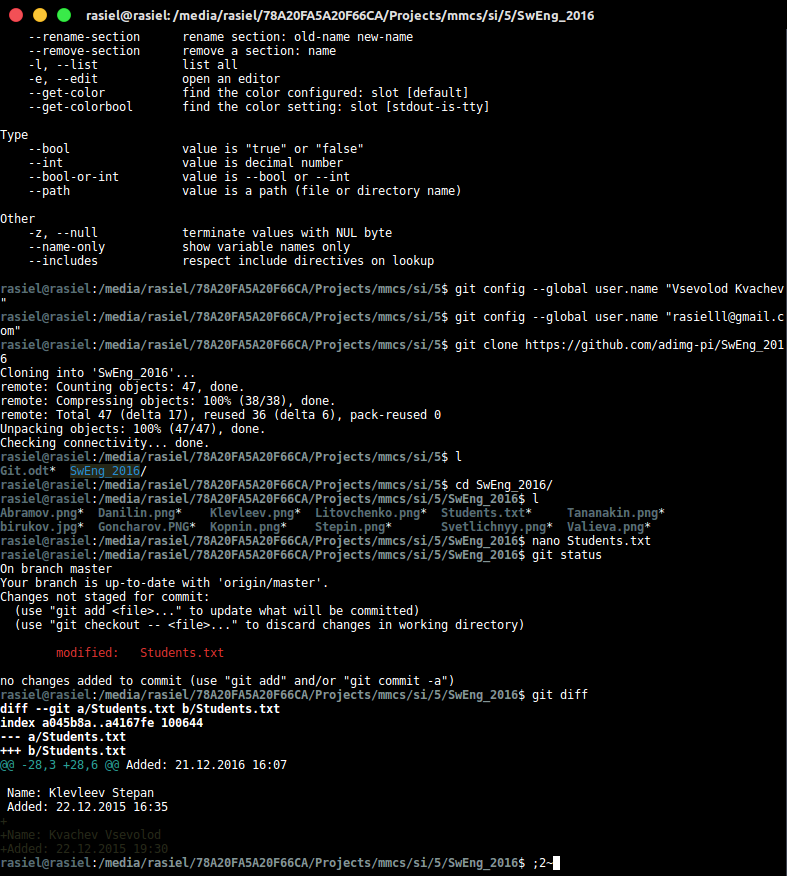 rasiel@rasiel: /media/rasiel/78A20FA5A20F66CA/Projects/mmcs/si/5/SwEng_2016
--rename-section rename section: old-name new-name
--remove-section remove a section: name
-l, --list list all
-e, --edit open an editor
--get-color find the color configured: slot [default]
--get-colorbool find the color setting: slot [stdout-is-tty]
Type
--bool value is "true" or "false"
--int value is decimal number
--bool-or-int value is --bool or --int
--path value is a path (file or directory name)
Other
-z, --null terminate values with NUL byte
--name-only show variable names only
--includes respect include directives on lookup
rasiel@rasiel:/media/rasiel/78A20FA5A20F66CA/Projects/mmcs/si/5$ git config --global user.name "Vsevolod Kvachev
"
rasiel@rasiel:/media/rasiel/78A20FA5A20F66CA/Projects/mmcs/si/5$ git config --global user.name "rasielll@gmail.c
om"
rasiel@rasiel:/media/rasiel/78A20FA5A20F66CA/Projects/mmcs/si/5$ git clone https://github.com/adimg-pi/SwEng_201
6
Cloning into 'SwEng_2016'...
remote: Counting objects: 47, done.
remote: Compressing objects: 100% (38/38), done.
remote: Total 47 (delta 17), reused 36 (delta 6), pack-reused 0
Unpacking objects: 100% (47/47), done.
Checking connectivity... done.
rasiel@rasiel:/media/rasiel/78A20FA5A20F66CA/Projects/mmcs/si/5$ l
Git.odt* SwEng_2016/
rasiel@rasiel:/media/rasiel/78A20FA5A20F66CA/Projects/mmcs/si/5$ cd SwEng_2016/
rasiel@rasiel:/media/rasiel/78A20FA5A20F66CA/Projects/mmcs/si/5/SwEng_2016$ l
Abramov.png* Danilin.png* Klevleev.png* Litovchenko.png* Students.txt* Tananakin.png*
birukov.jpg* Goncharov.PNG* Kopnin.png* Stepin.png* Svetlichnyy.png* Valieva.png*
rasiel@rasiel:/media/rasiel/78A20FA5A20F66CA/Projects/mmcs/si/5/SwEng_2016$ nano Students.txt
rasiel@rasiel:/media/rasiel/78A20FA5A20F66CA/Projects/mmcs/si/5/SwEng_2016$ git status
On branch master
Your branch is up-to-date with 'origin/master'.
Changes not staged for commit:
(use "git add <file>..." to update what will be committed)
(use "git checkout -- <file>..." to discard changes in working directory)
modified: Students.txt
no changes added to commit (use "git add" and/or "git commit -a")
rasiel@rasiel:/media/rasiel/78A20FA5A20F66CA/Projects/mmcs/si/5/SwEng_2016$ git diff
diff --git a/Students.txt b/Students.txt
index a045b8a..a4167fe 100644
--- a/Students.txt
+++ b/Students.txt
@@ -28,3 +28,6 @@ Added: 21.12.2016 16:07
Name: Klevleev Stepan
Added: 22.12.2015 16:35
+
+Name: Kvachev Vsevolod
+Added: 22.12.2015 19:30
rasiel@rasiel:/media/rasiel/78A20FA5A20F66CA/Projects/mmcs/si/5/SwEng_2016$ ;2~